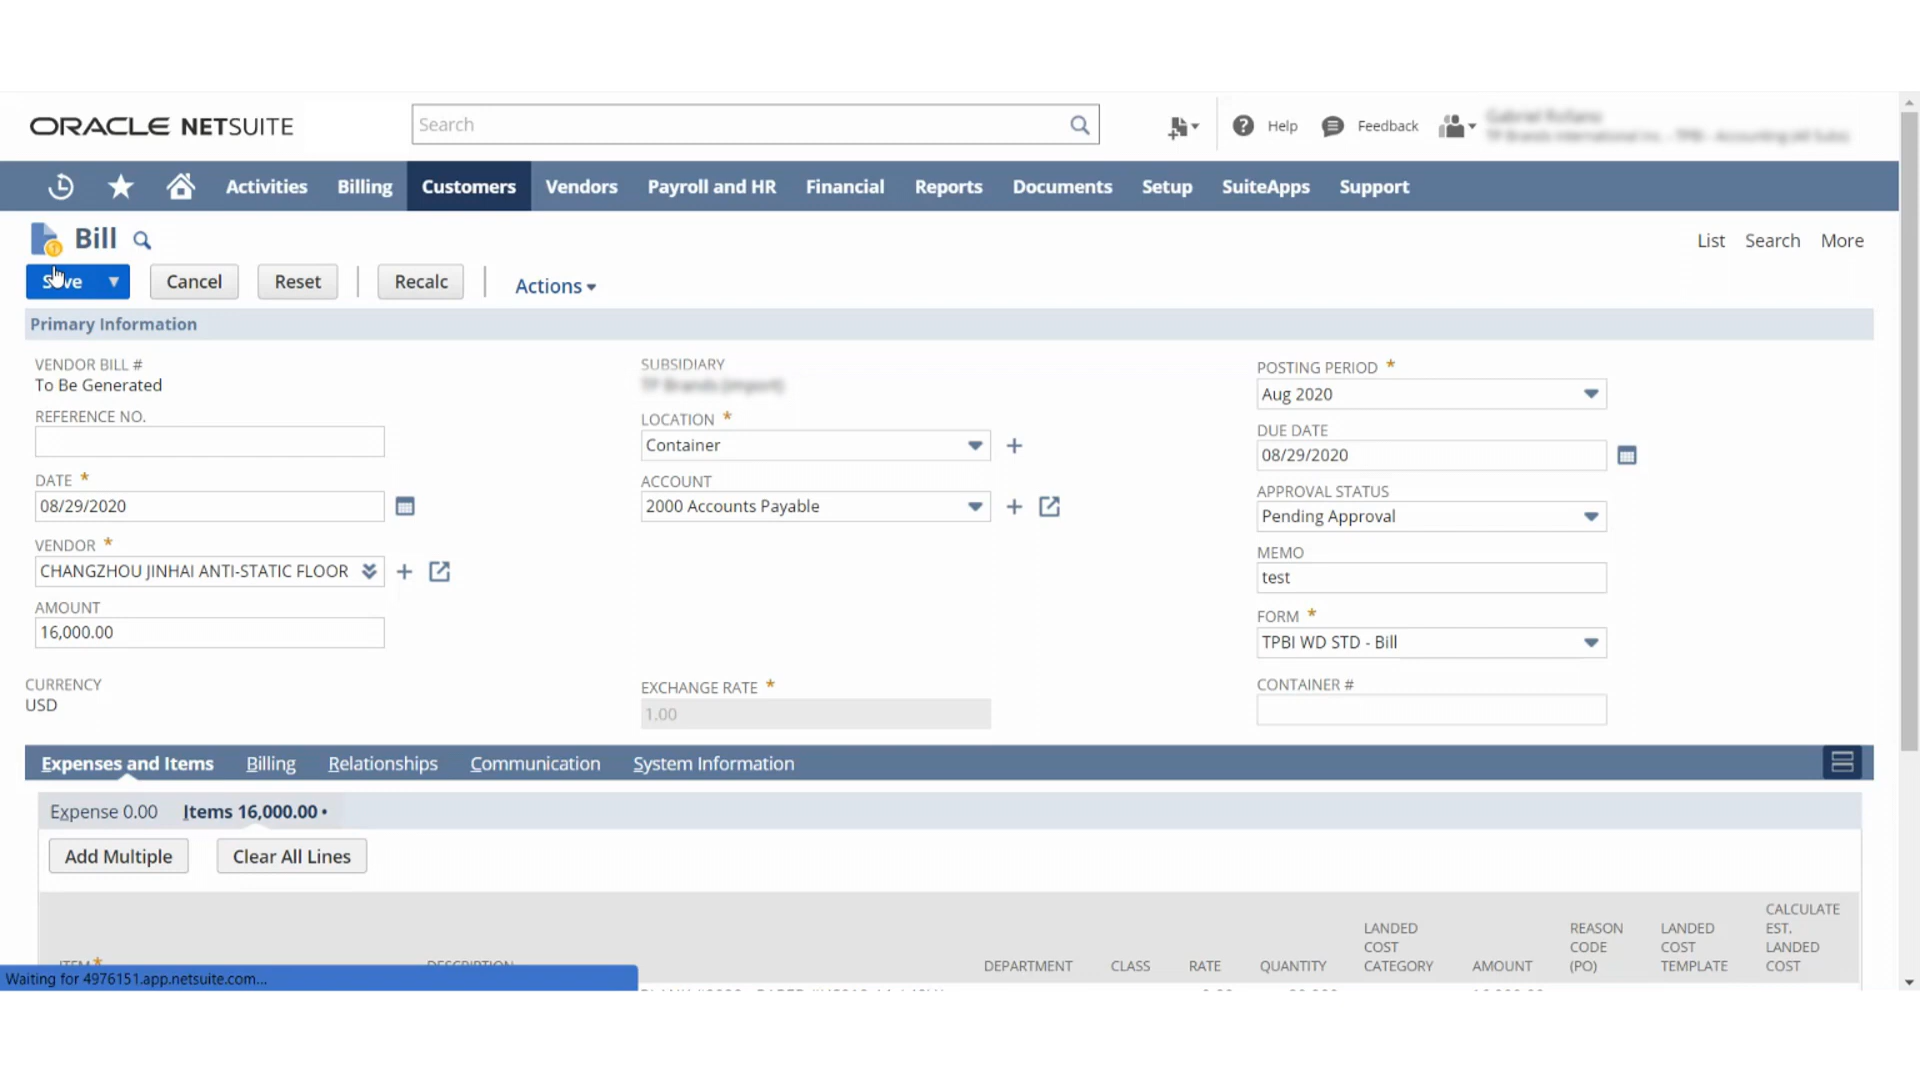 ORACLE NETSUITE
Search
Help
Feedback
Activities
Billing
Customers
Vendors
Payroll and HR
Financial
Reports
Documents
Setup
SuiteApps
Support
Bill
List
Search
More
Save
Cancel
Reset
Recalc
Actions
Primary Information
VENDOR BILL #
To Be Generated
REFERENCE NO.
DATE *
08/29/2020
VENDOR *
CHANGZHOU JINHAI ANTI-STATIC FLOOR
AMOUNT
16,000.00
CURRENCY
USD
SUBSIDIARY
LOCATION *
Container
ACCOUNT
2000 Accounts Payable
EXCHANGE RATE *
1.00
POSTING PERIOD *
Aug 2020
DUE DATE
08/29/2020
APPROVAL STATUS
Pending Approval
MEMO
test
FORM *
TPBI WD STD - Bill
CONTAINER #
Expenses and Items
Billing
Relationships
Communication
System Information
Expense 0.00
Items 16,000.00 •
Add Multiple
Clear All Lines
ITEM *
DESCRIPTION
DEPARTMENT
CLASS
RATE
QUANTITY
LANDED
COST
CATEGORY
AMOUNT
REASON
CODE
(PO)
LANDED
COST
TEMPLATE
CALCULATE
EST.
LANDED
COST
Waiting for 4976151.app.netsuite.com...